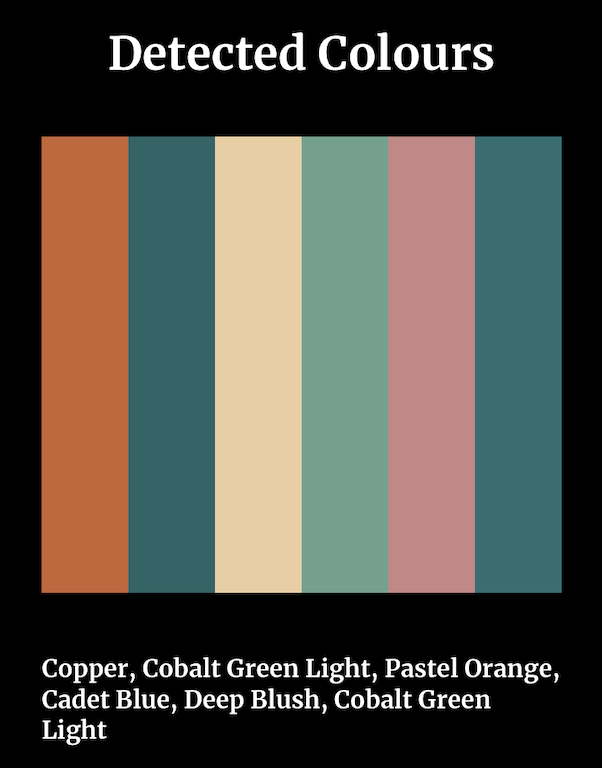 Detected Colours
Copper, Cobalt Green Light, Pastel Orange,
Cadet Blue, Deep Blush, Cobalt Green
Light